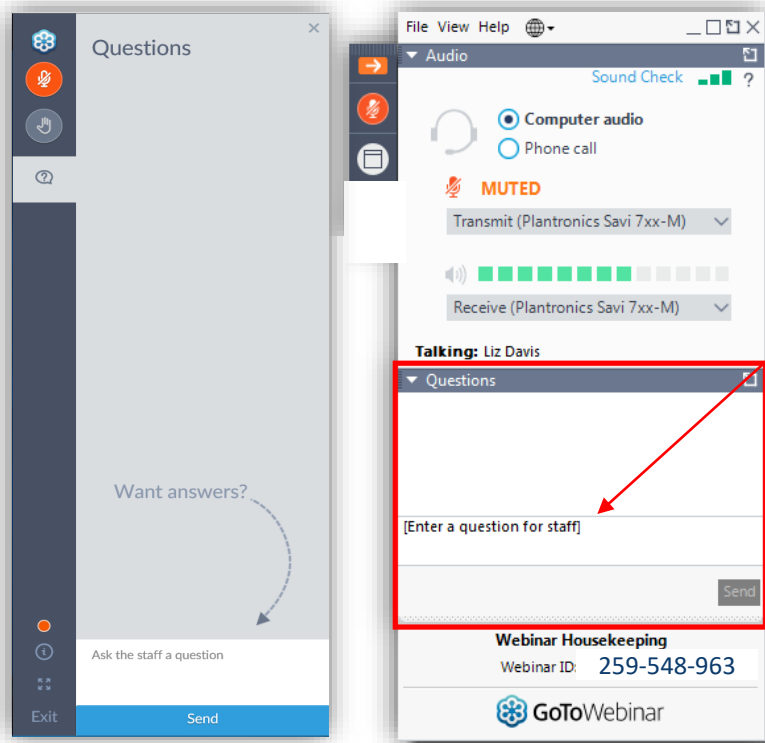 Questions
Want answers?
Ask the staff a question
Exit
Send
File View Help
Audio
Sound Check ?
Computer audio
Phone call
MUTED
Transmit (Plantronics Savi 7xx-M)
Receive (Plantronics Savi 7xx-M)
Talking: Liz Davis
Questions
[Enter a question for staff]
Send
Webinar Housekeeping
Webinar ID: 259-548-963
GoToWebinar